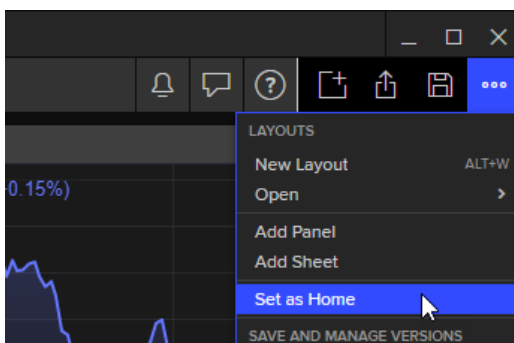 LAYOUTS
New Layout ALT+W
Open
0.15%)
Add Panel
Add Sheet
Set as Home
SAVE AND MANAGE VERSIONS